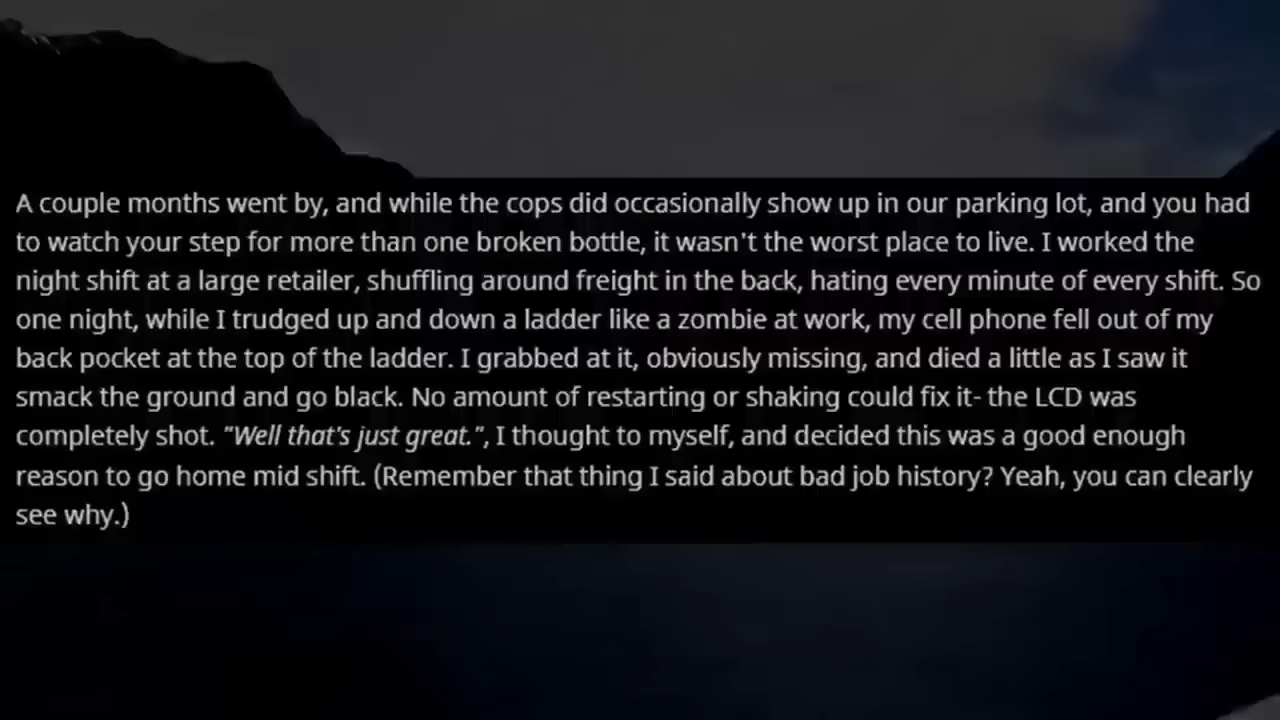 A couple months went by, and while the cops did occasionally show up in our parking lot, and you had
to watch your step for more than one broken bottle, it wasn't the worst place to live. I worked the
night shift at a large retailer, shuffling around freight in the back, hating every minute of every shift. So
one night, while I trudged up and down a ladder like a zombie at work, my cell phone fell out of my
back pocket at the top of the ladder. I grabbed at it, obviously missing, and died a little as I saw it
smack the ground and go black. No amount of restarting or shaking could fix it- the LCD was
completely shot. "Well that's just great.", I thought to myself, and decided this was a good enough
reason to go home mid shift. (Remember that thing I said about bad job history? Yeah, you can clearly
see why.)